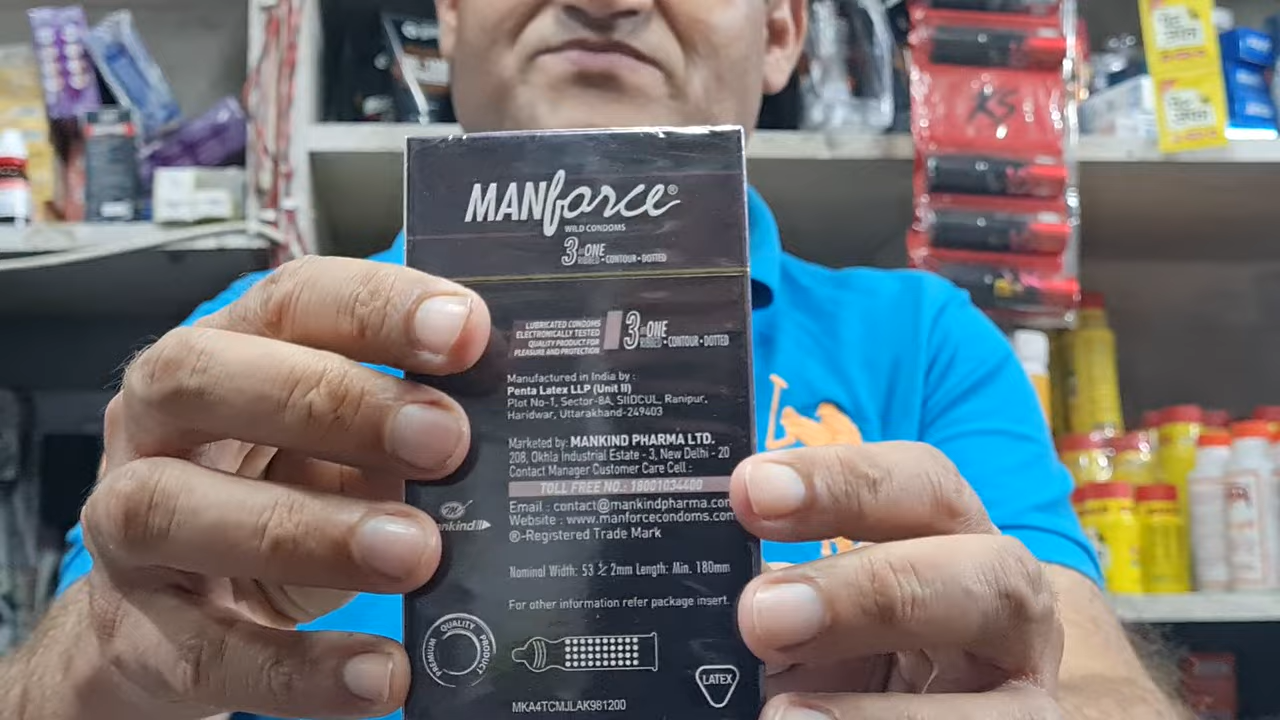 MANforce®
WILD CONDOMS
3 IN ONE
RIBBED • CONTOUR • DOTTED
LUBRICATED CONDOMS
ELECTRONICALLY TESTED
QUALITY PRODUCT FOR
PLEASURE AND PROTECTION
3 IN ONE
RIBBED • CONTOUR • DOTTED
Manufactured in India by :
Penta Latex LLP (Unit II)
Plot No-1, Sector-8A, SIIDCUL, Ranipur,
Haridwar, Uttarakhand-249403
Marketed by: MANKIND PHARMA LTD.
208, Okhla Industrial Estate - 3, New Delhi - 20
Contact Manager Customer Care Cell :
TOLL FREE NO.: 18001034400
Email : contact@mankindpharma.com
Website : www.manforcecondoms.com
®-Registered Trade Mark
Nominal Width: 53 ± 2mm Length: Min. 180mm
For other information refer package insert.
PREMIUM QUALITY PRODUCT
LATEX
MKA4TCMJLAK981200
XS